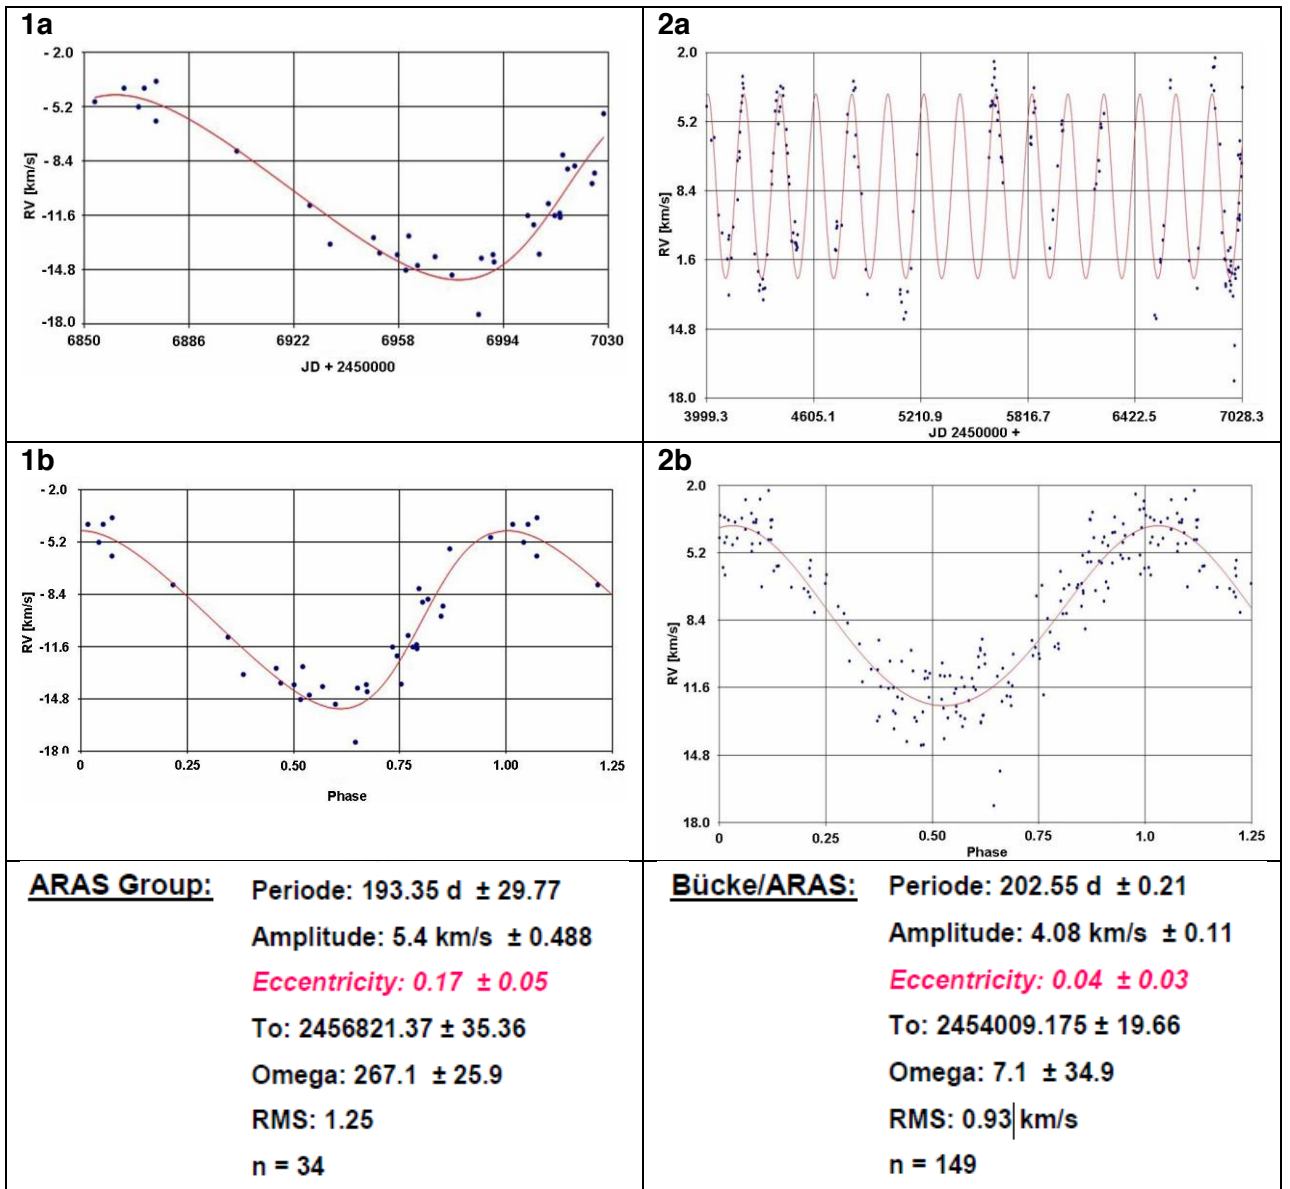 1a
- 2.0
- 5.2
- 8.4
-11.6
-14.8
-18.0
RV [km/s]
6850 6886 6922 6958 6994 7030
JD + 2450000
2a
2.0
5.2
8.4
1.6
14.8
18.0
RV [km/s]
3999.3 4605.1 5210.9 5816.7 6422.5 7028.3
JD 2450000 +
1b
- 2.0
- 5.2
- 8.4
-11.6
-14.8
-18.0
RV [km/s]
0 0.25 0.50 0.75 1.00 1.25
Phase
2b
2.0
5.2
8.4
11.6
14.8
18.0
RV [km/s]
0 0.25 0.50 0.75 1.0 1.25
Phase
ARAS Group:
Periode: 193.35 d ± 29.77
Amplitude: 5.4 km/s ± 0.488
Eccentricity: 0.17 ± 0.05
To: 2456821.37 ± 35.36
Omega: 267.1 ± 25.9
RMS: 1.25
n = 34
Bücke/ARAS:
Periode: 202.55 d ± 0.21
Amplitude: 4.08 km/s ± 0.11
Eccentricity: 0.04 ± 0.03
To: 2454009.175 ± 19.66
Omega: 7.1 ± 34.9
RMS: 0.93 km/s
n = 149